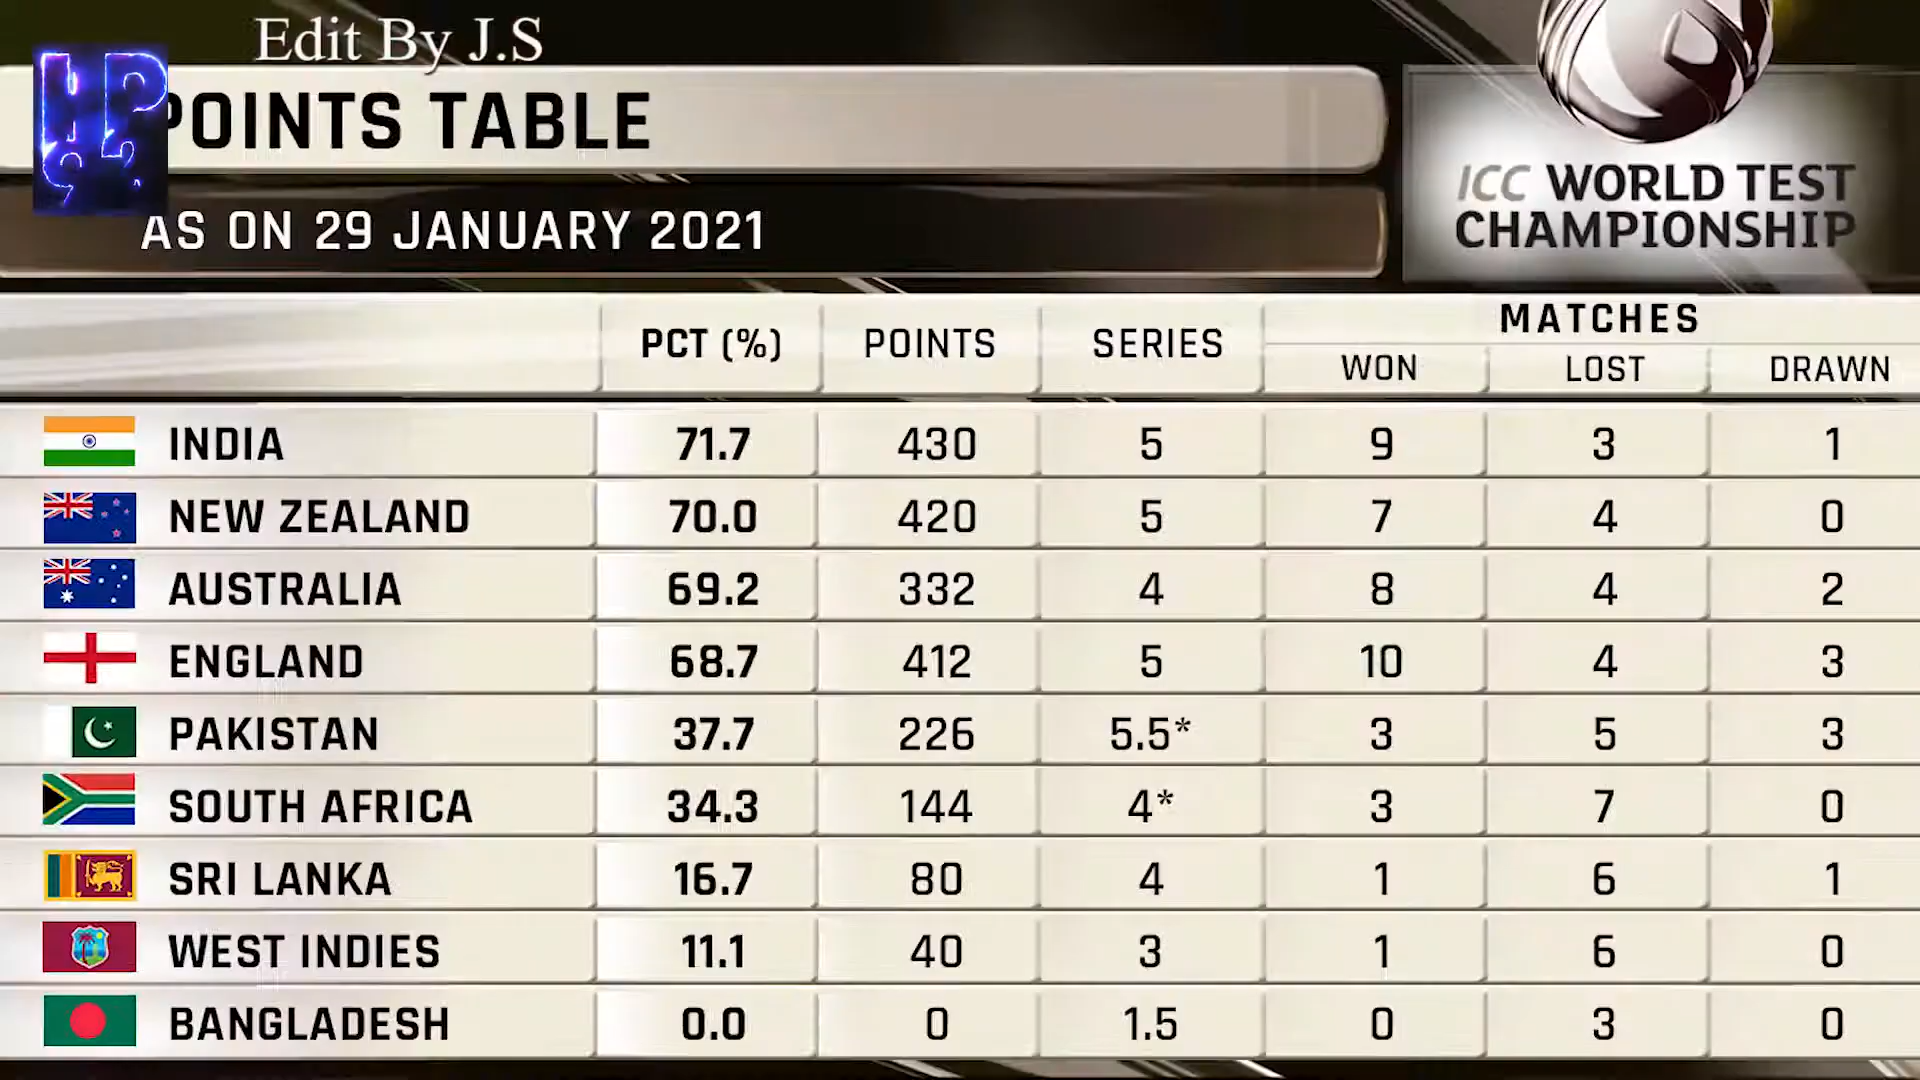 Edit By J.S
POINTS TABLE
AS ON 29 JANUARY 2021
ICC WORLD TEST
CHAMPIONSHIP
PCT (%) POINTS SERIES MATCHES
WON LOST DRAWN
INDIA 71.7 430 5 9 3 1
NEW ZEALAND 70.0 420 5 7 4 0
AUSTRALIA 69.2 332 4 8 4 2
ENGLAND 68.7 412 5 10 4 3
PAKISTAN 37.7 226 5.5* 3 5 3
SOUTH AFRICA 34.3 144 4* 3 7 0
SRI LANKA 16.7 80 4 1 6 1
WEST INDIES 11.1 40 3 1 6 0
BANGLADESH 0.0 0 1.5 0 3 0